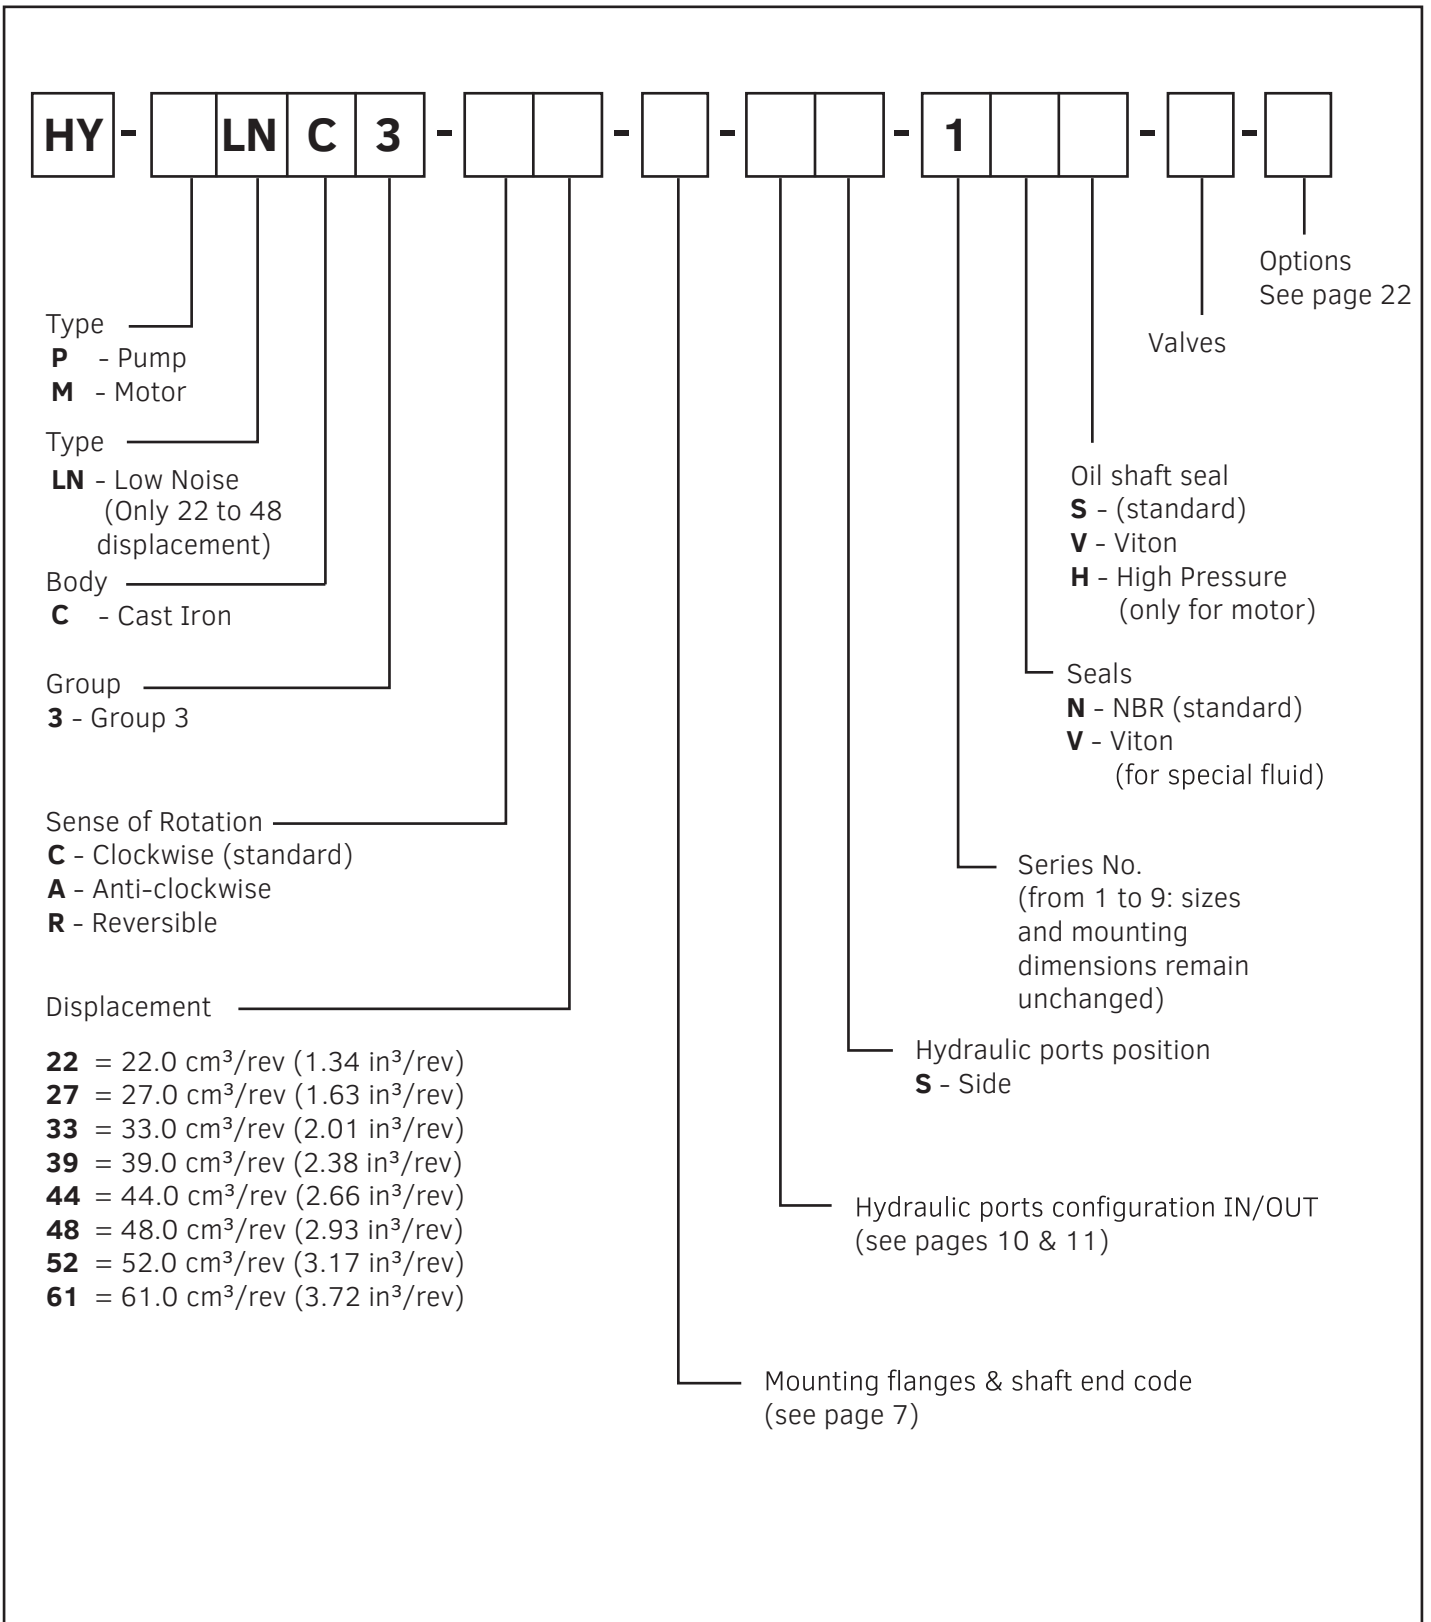 HY - LN C 3 - - - - 1 - -
Options
See page 22
Valves
Type
P - Pump
M - Motor
Type
LN - Low Noise
(Only 22 to 48
displacement)
Body
C - Cast Iron
Group
3 - Group 3
Sense of Rotation
C - Clockwise (standard)
A - Anti-clockwise
R - Reversible
Displacement
22 = 22.0 cm³/rev (1.34 in³/rev)
27 = 27.0 cm³/rev (1.63 in³/rev)
33 = 33.0 cm³/rev (2.01 in³/rev)
39 = 39.0 cm³/rev (2.38 in³/rev)
44 = 44.0 cm³/rev (2.66 in³/rev)
48 = 48.0 cm³/rev (2.93 in³/rev)
52 = 52.0 cm³/rev (3.17 in³/rev)
61 = 61.0 cm³/rev (3.72 in³/rev)
Oil shaft seal
S - (standard)
V - Viton
H - High Pressure
(only for motor)
Seals
N - NBR (standard)
V - Viton
(for special fluid)
Series No.
(from 1 to 9: sizes
and mounting
dimensions remain
unchanged)
Hydraulic ports position
S - Side
Hydraulic ports configuration IN/OUT
(see pages 10 & 11)
Mounting flanges & shaft end code
(see page 7)